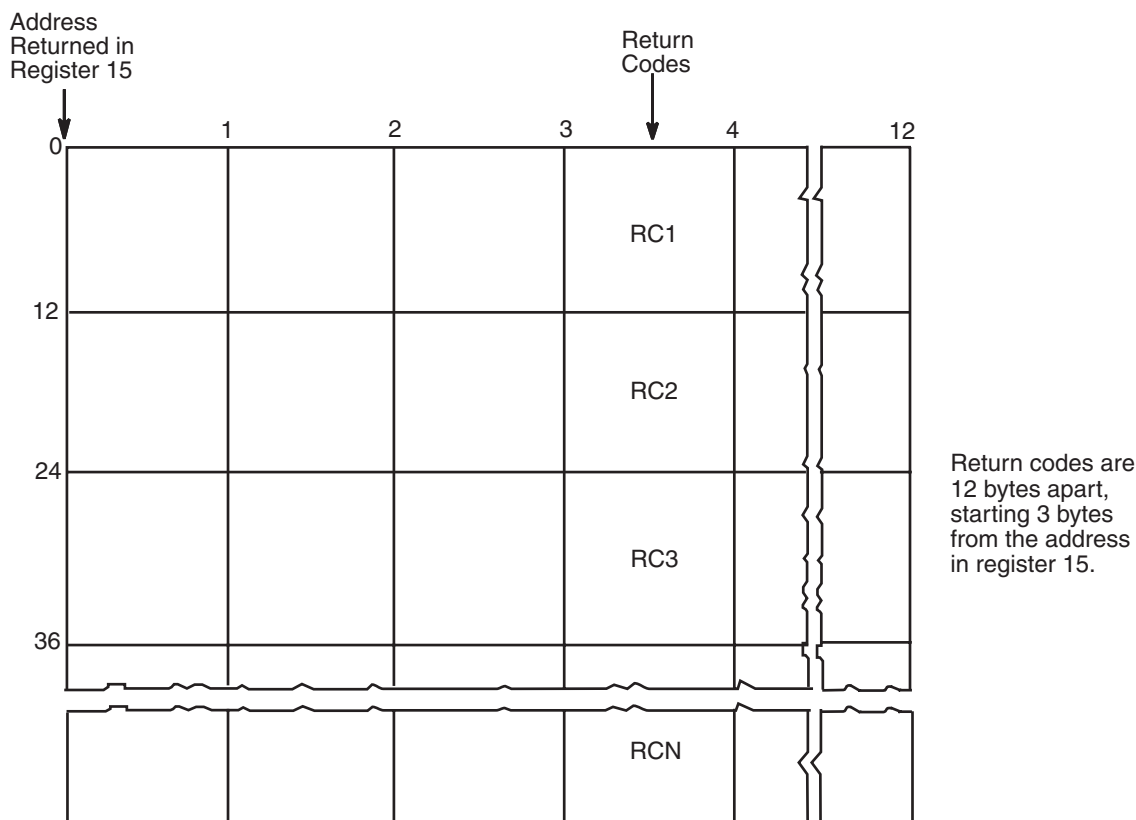 Address
Returned in
Register 15
Return
Codes
0 1 2 3 4 12
RC1
12
RC2
24
Return codes are
12 bytes apart,
starting 3 bytes
from the address
in register 15.
RC3
36
RCN